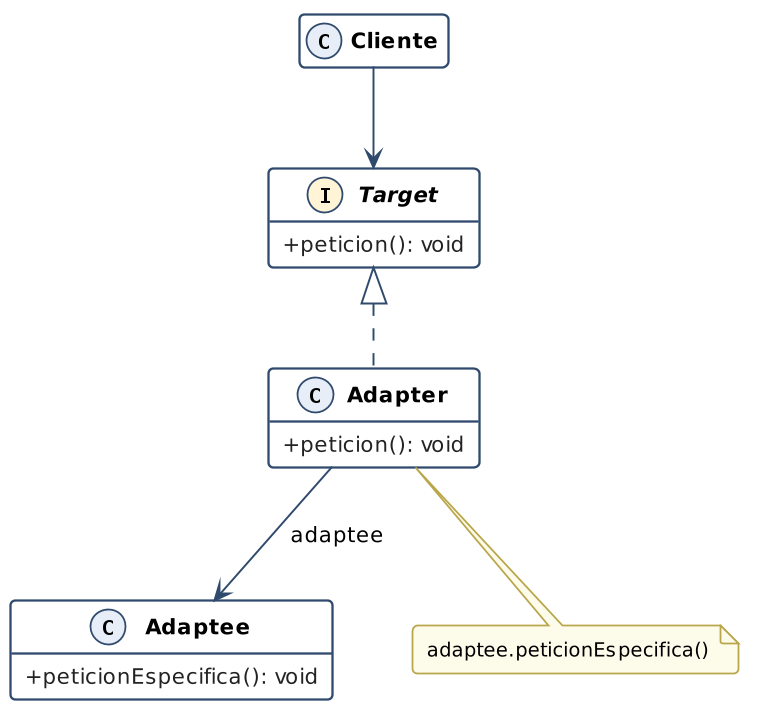 C Cliente
I Target
+peticion(): void
C Adapter
+peticion(): void
adaptee
C Adaptee
+peticionEspecifica(): void
adaptee.peticionEspecifica()